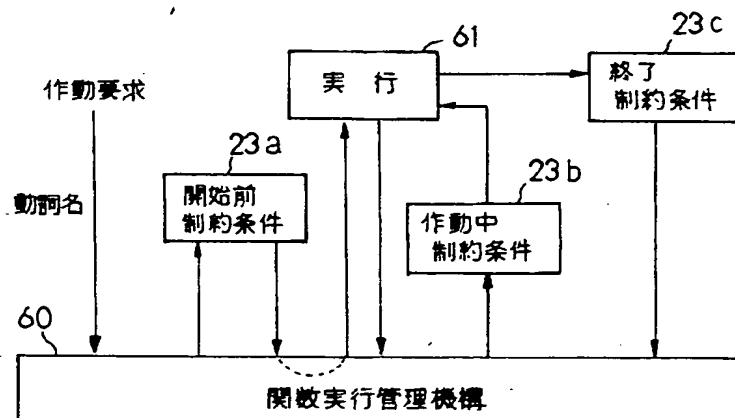 作動要求
動詞名
61
実行
23c
終了
制約条件
23a
開始前
制約条件
23b
作動中
制約条件
60
関数実行管理機構